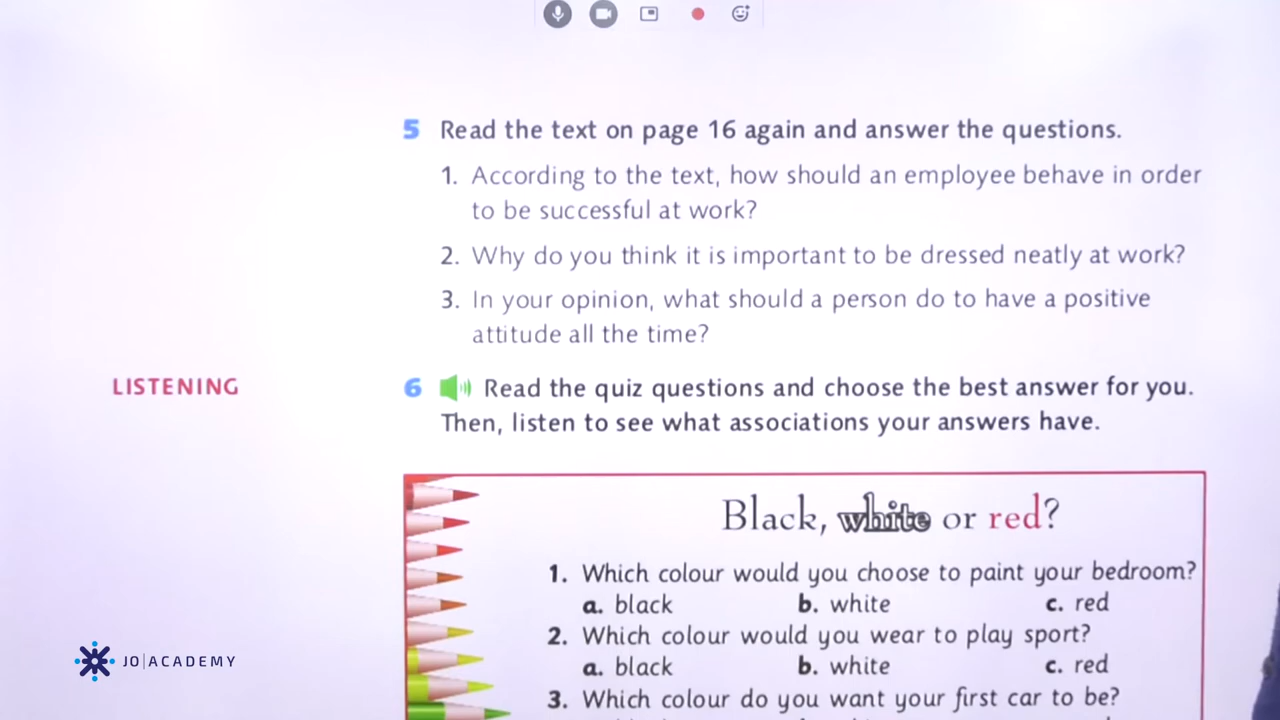 5 Read the text on page 16 again and answer the questions.
1. According to the text, how should an employee behave in order
to be successful at work?
2. Why do you think it is important to be dressed neatly at work?
3. In your opinion, what should a person do to have a positive
attitude all the time?
LISTENING
6 Read the quiz questions and choose the best answer for you.
Then, listen to see what associations your answers have.
Black, white or red?
1. Which colour would you choose to paint your bedroom?
a. black b. white c. red
2. Which colour would you wear to play sport?
a. black b. white c. red
3. Which colour do you want your first car to be?
JO|ACADEMY